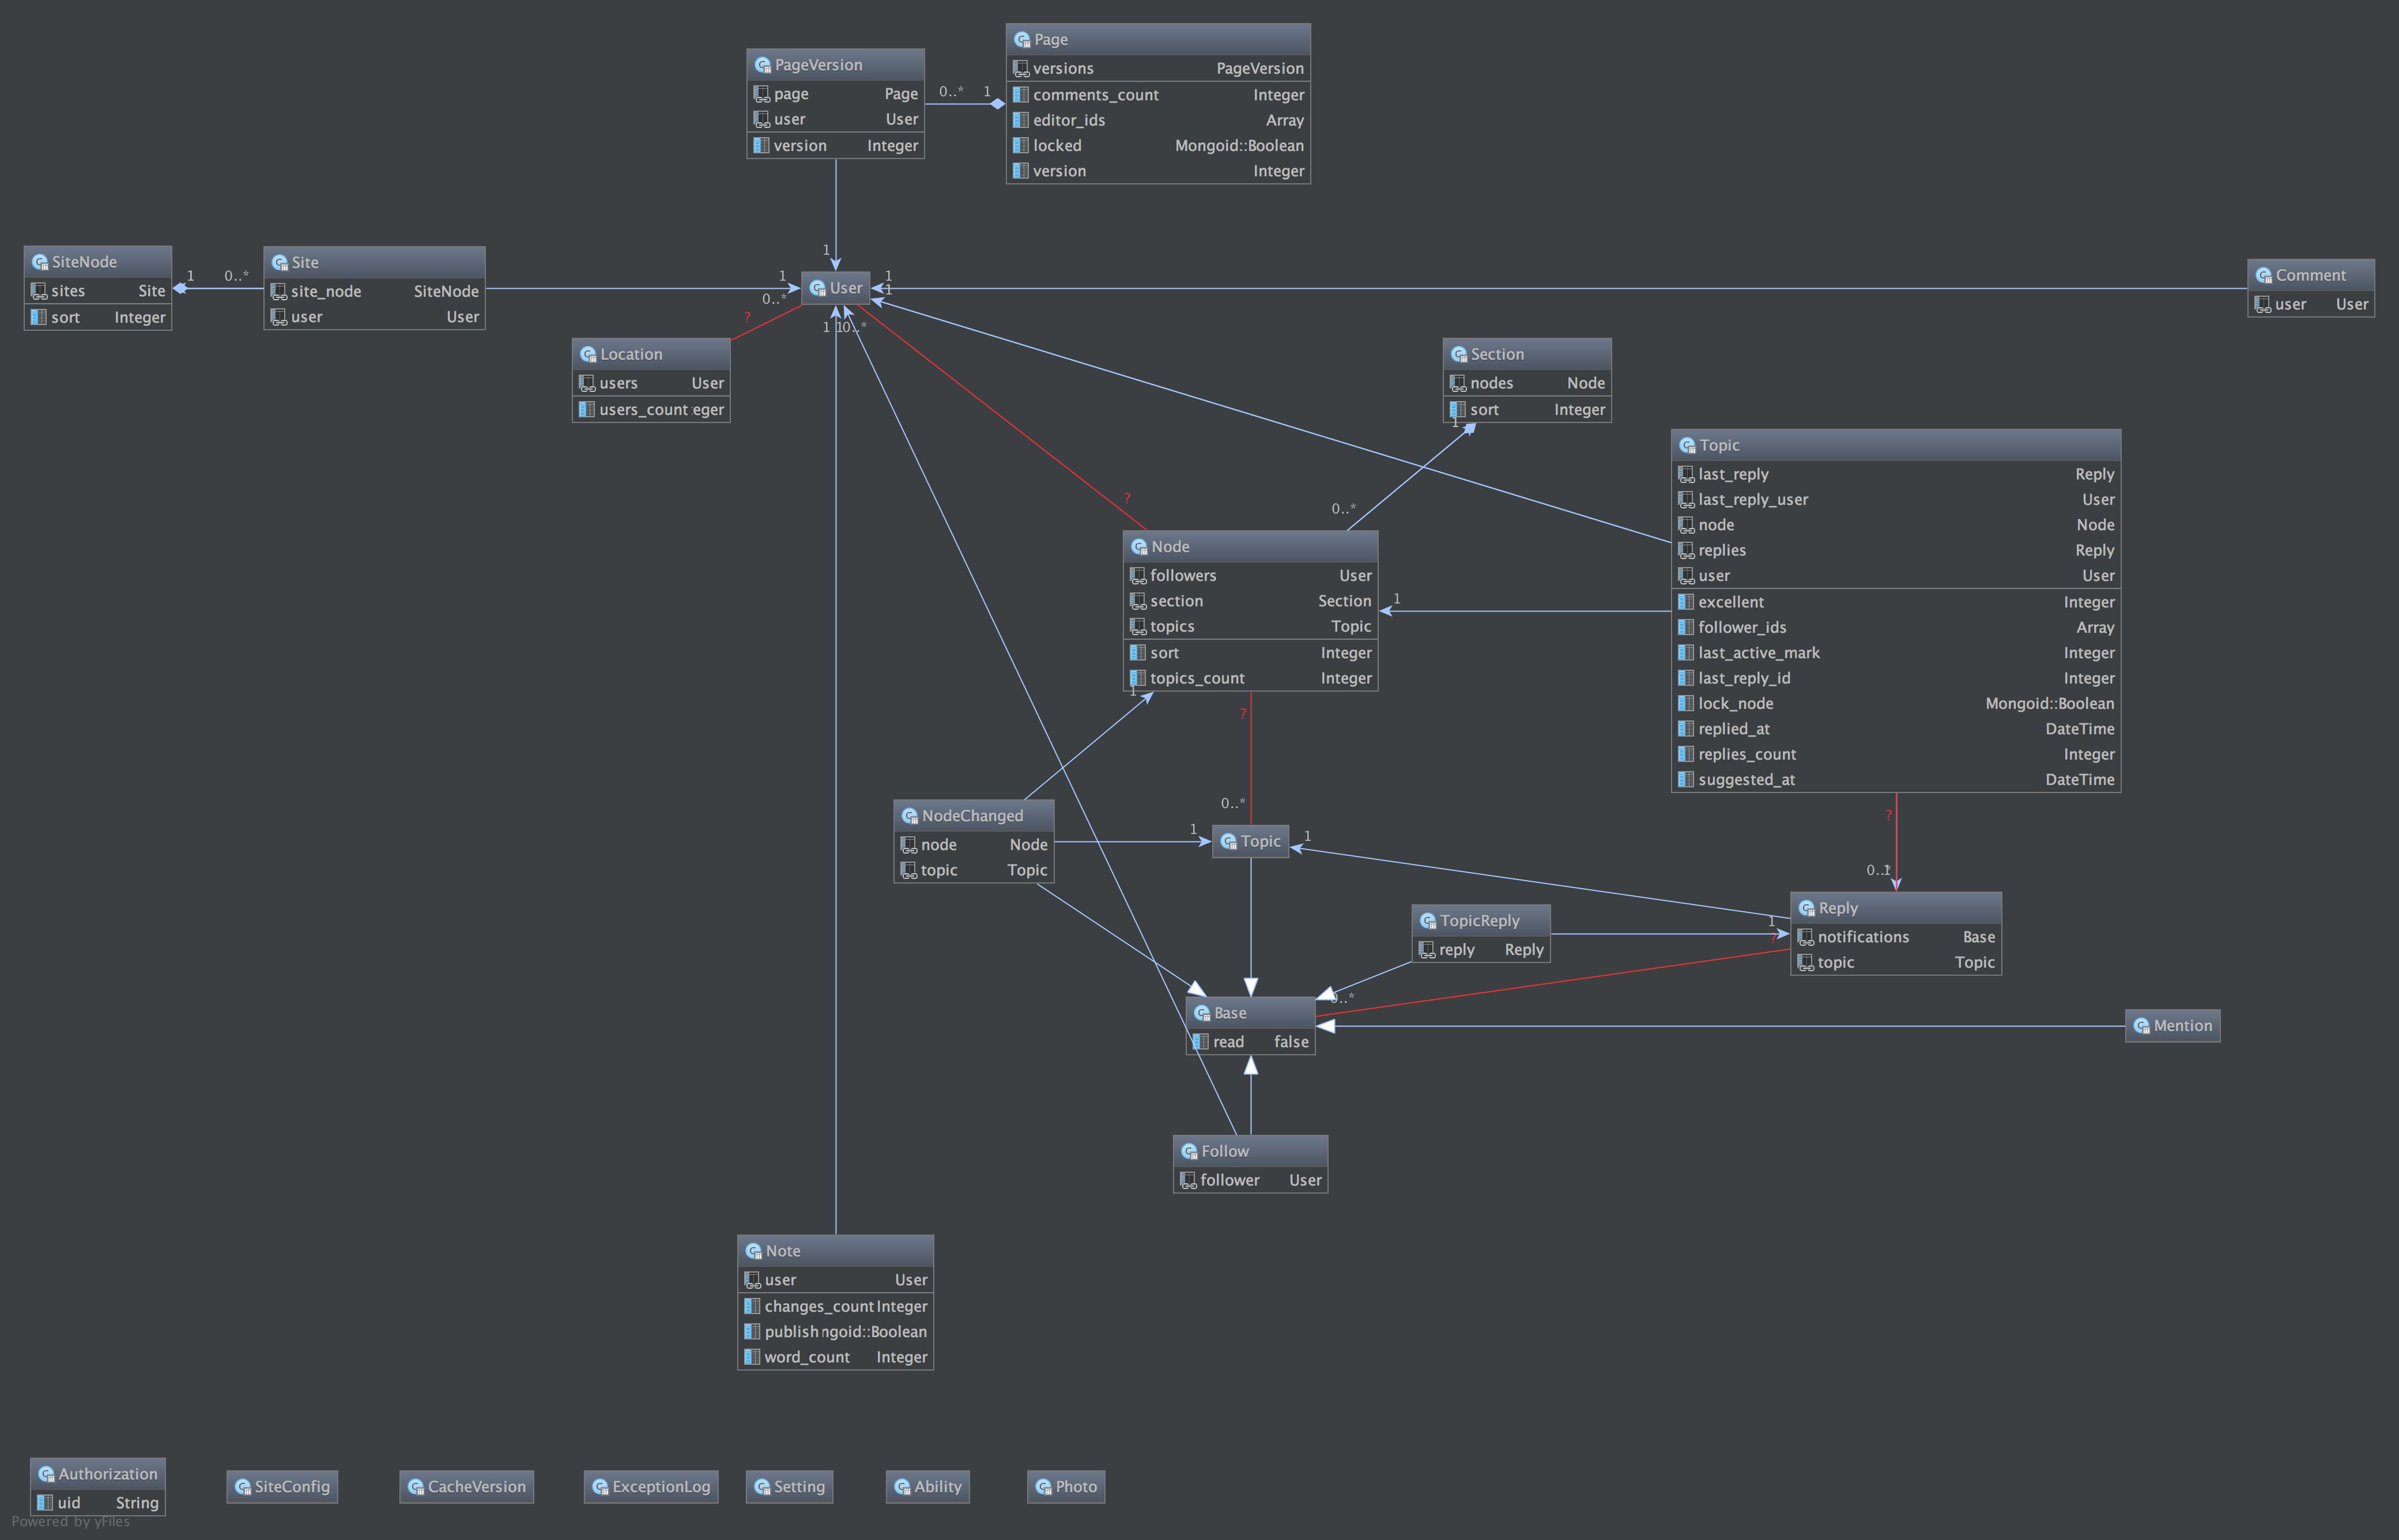 Page
versions PageVersion
comments_count Integer
editor_ids Array
locked Mongoid::Boolean
version Integer
PageVersion
page Page
user User
version Integer
0..* 1
1
SiteNode
sites Site
sort Integer
1 0..*
Site
site_node SiteNode
user User
1
0..*
?
User
1
1
1 1 0..*
Comment
user User
Location
users User
users_count eger
Section
nodes Node
sort Integer
1
0..*
?
Topic
last_reply Reply
last_reply_user User
node Node
replies Reply
user User
excellent Integer
follower_ids Array
last_active_mark Integer
last_reply_id Integer
lock_node Mongoid::Boolean
replied_at DateTime
replies_count Integer
suggested_at DateTime
Node
followers User
section Section
topics Topic
sort Integer
topics_count Integer
1
1
?
0..*
NodeChanged
node Node
topic Topic
1
Topic
1
?
0..* 1
Reply
notifications Base
topic Topic
TopicReply
reply Reply
1
?
0..*
Base
read false
Mention
Follow
follower User
Note
user User
changes_count Integer
publish ngoid::Boolean
word_count Integer
Authorization
uid String
SiteConfig
CacheVersion
ExceptionLog
Setting
Ability
Photo
Powered by yFiles